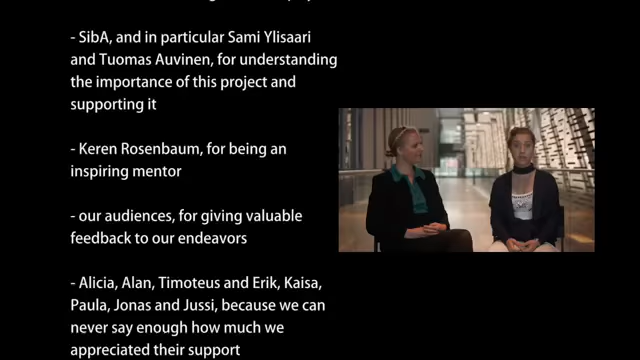 - SibA, and in particular Sami Ylisaari
and Tuomas Auvinen, for understanding
the importance of this project and
supporting it
- Keren Rosenbaum, for being an
inspiring mentor
- our audiences, for giving valuable
feedback to our endeavors
- Alicia, Alan, Timoteus and Erik, Kaisa,
Paula, Jonas and Jussi, because we can
never say enough how much we
appreciated their support